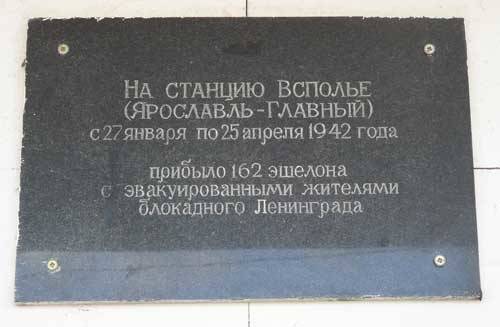 На станцию Всполье
(Ярославль-Главный)
с 27 января по 25 апреля 1942 года
прибыло 162 эшелона
с эвакуированными жителями
блокадного Ленинграда